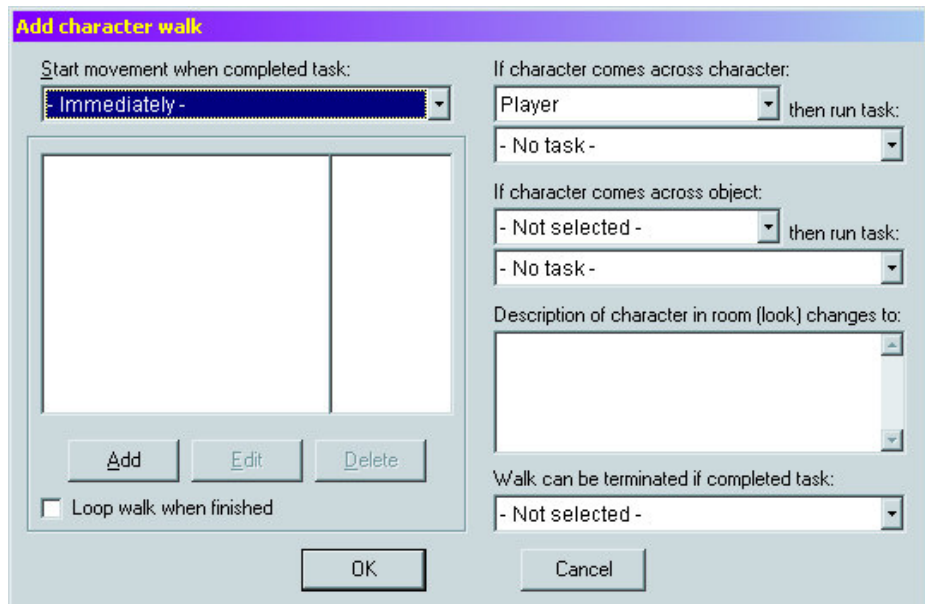 Add character walk
Start movement when completed task:
- Immediately -
Add
Edit
Delete
Loop walk when finished
If character comes across character:
Player
then run task:
- No task -
If character comes across object:
- Not selected -
then run task:
- No task -
Description of character in room (look) changes to:
Walk can be terminated if completed task:
- Not selected -
OK
Cancel